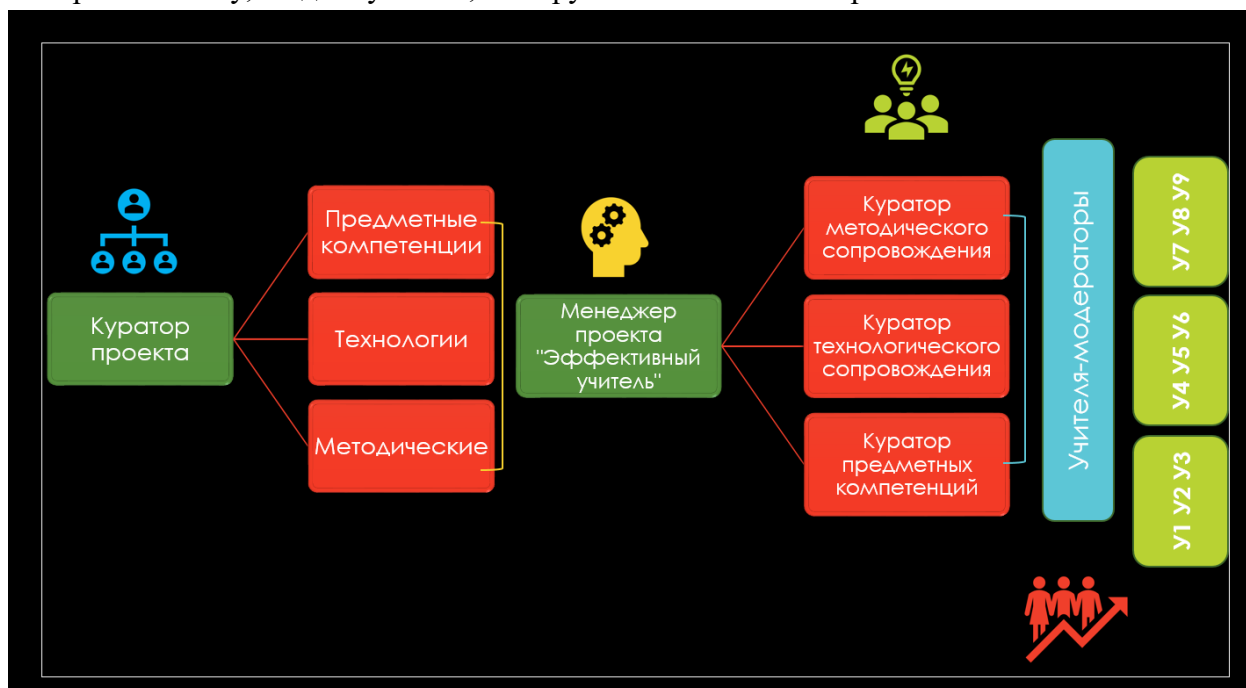 Куратор
проекта
Предметные
компетенции
Технологии
Методические
Менеджер
проекта
"Эффективный
учитель"
Куратор
методического
сопровождения
Куратор
технологического
сопровождения
Куратор
предметных
компетенций
Учителя-модераторы
У7 У8 У9
У4 У5 У6
У1 У2 У3